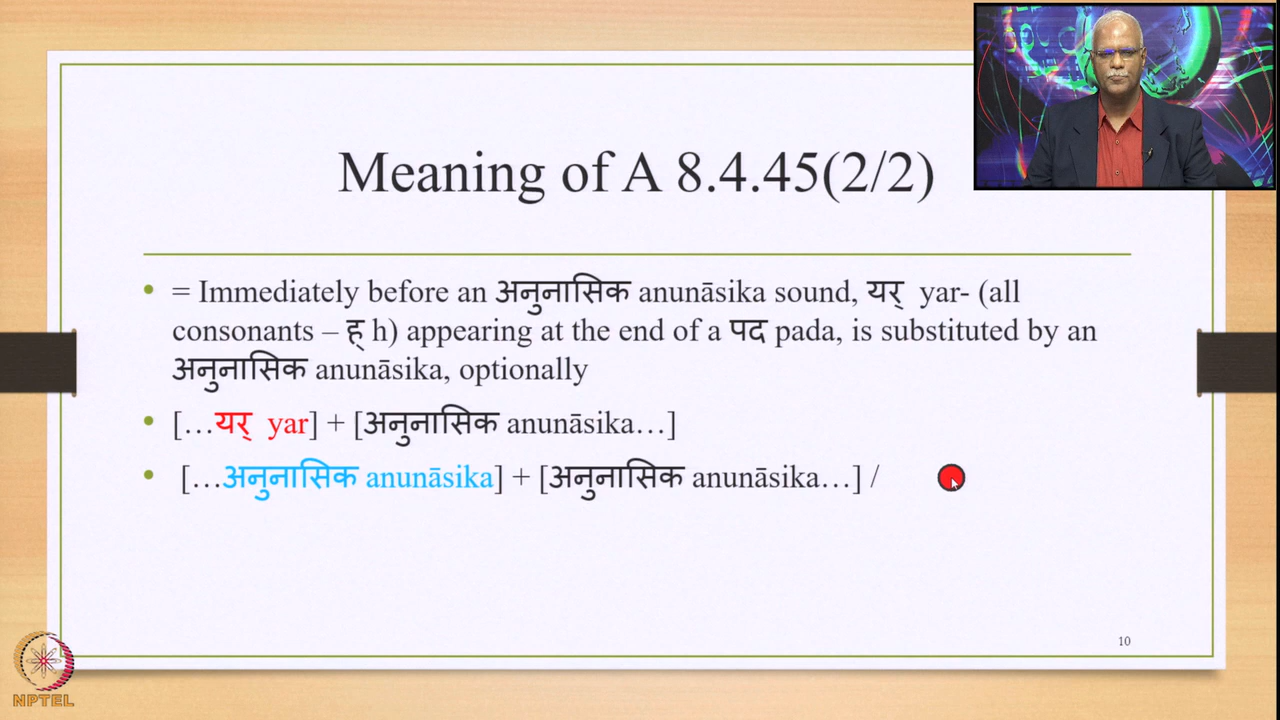 Meaning of A 8.4.45(2/2)
• = Immediately before an अनुनासिक anunāsika sound, यर् yar- (all
consonants – ह् h) appearing at the end of a पद pada, is substituted by an
अनुनासिक anunāsika, optionally
• […यर् yar] + [अनुनासिक anunāsika…]
• […अनुनासिक anunāsika] + [अनुनासिक anunāsika…] /
10
NPTEL